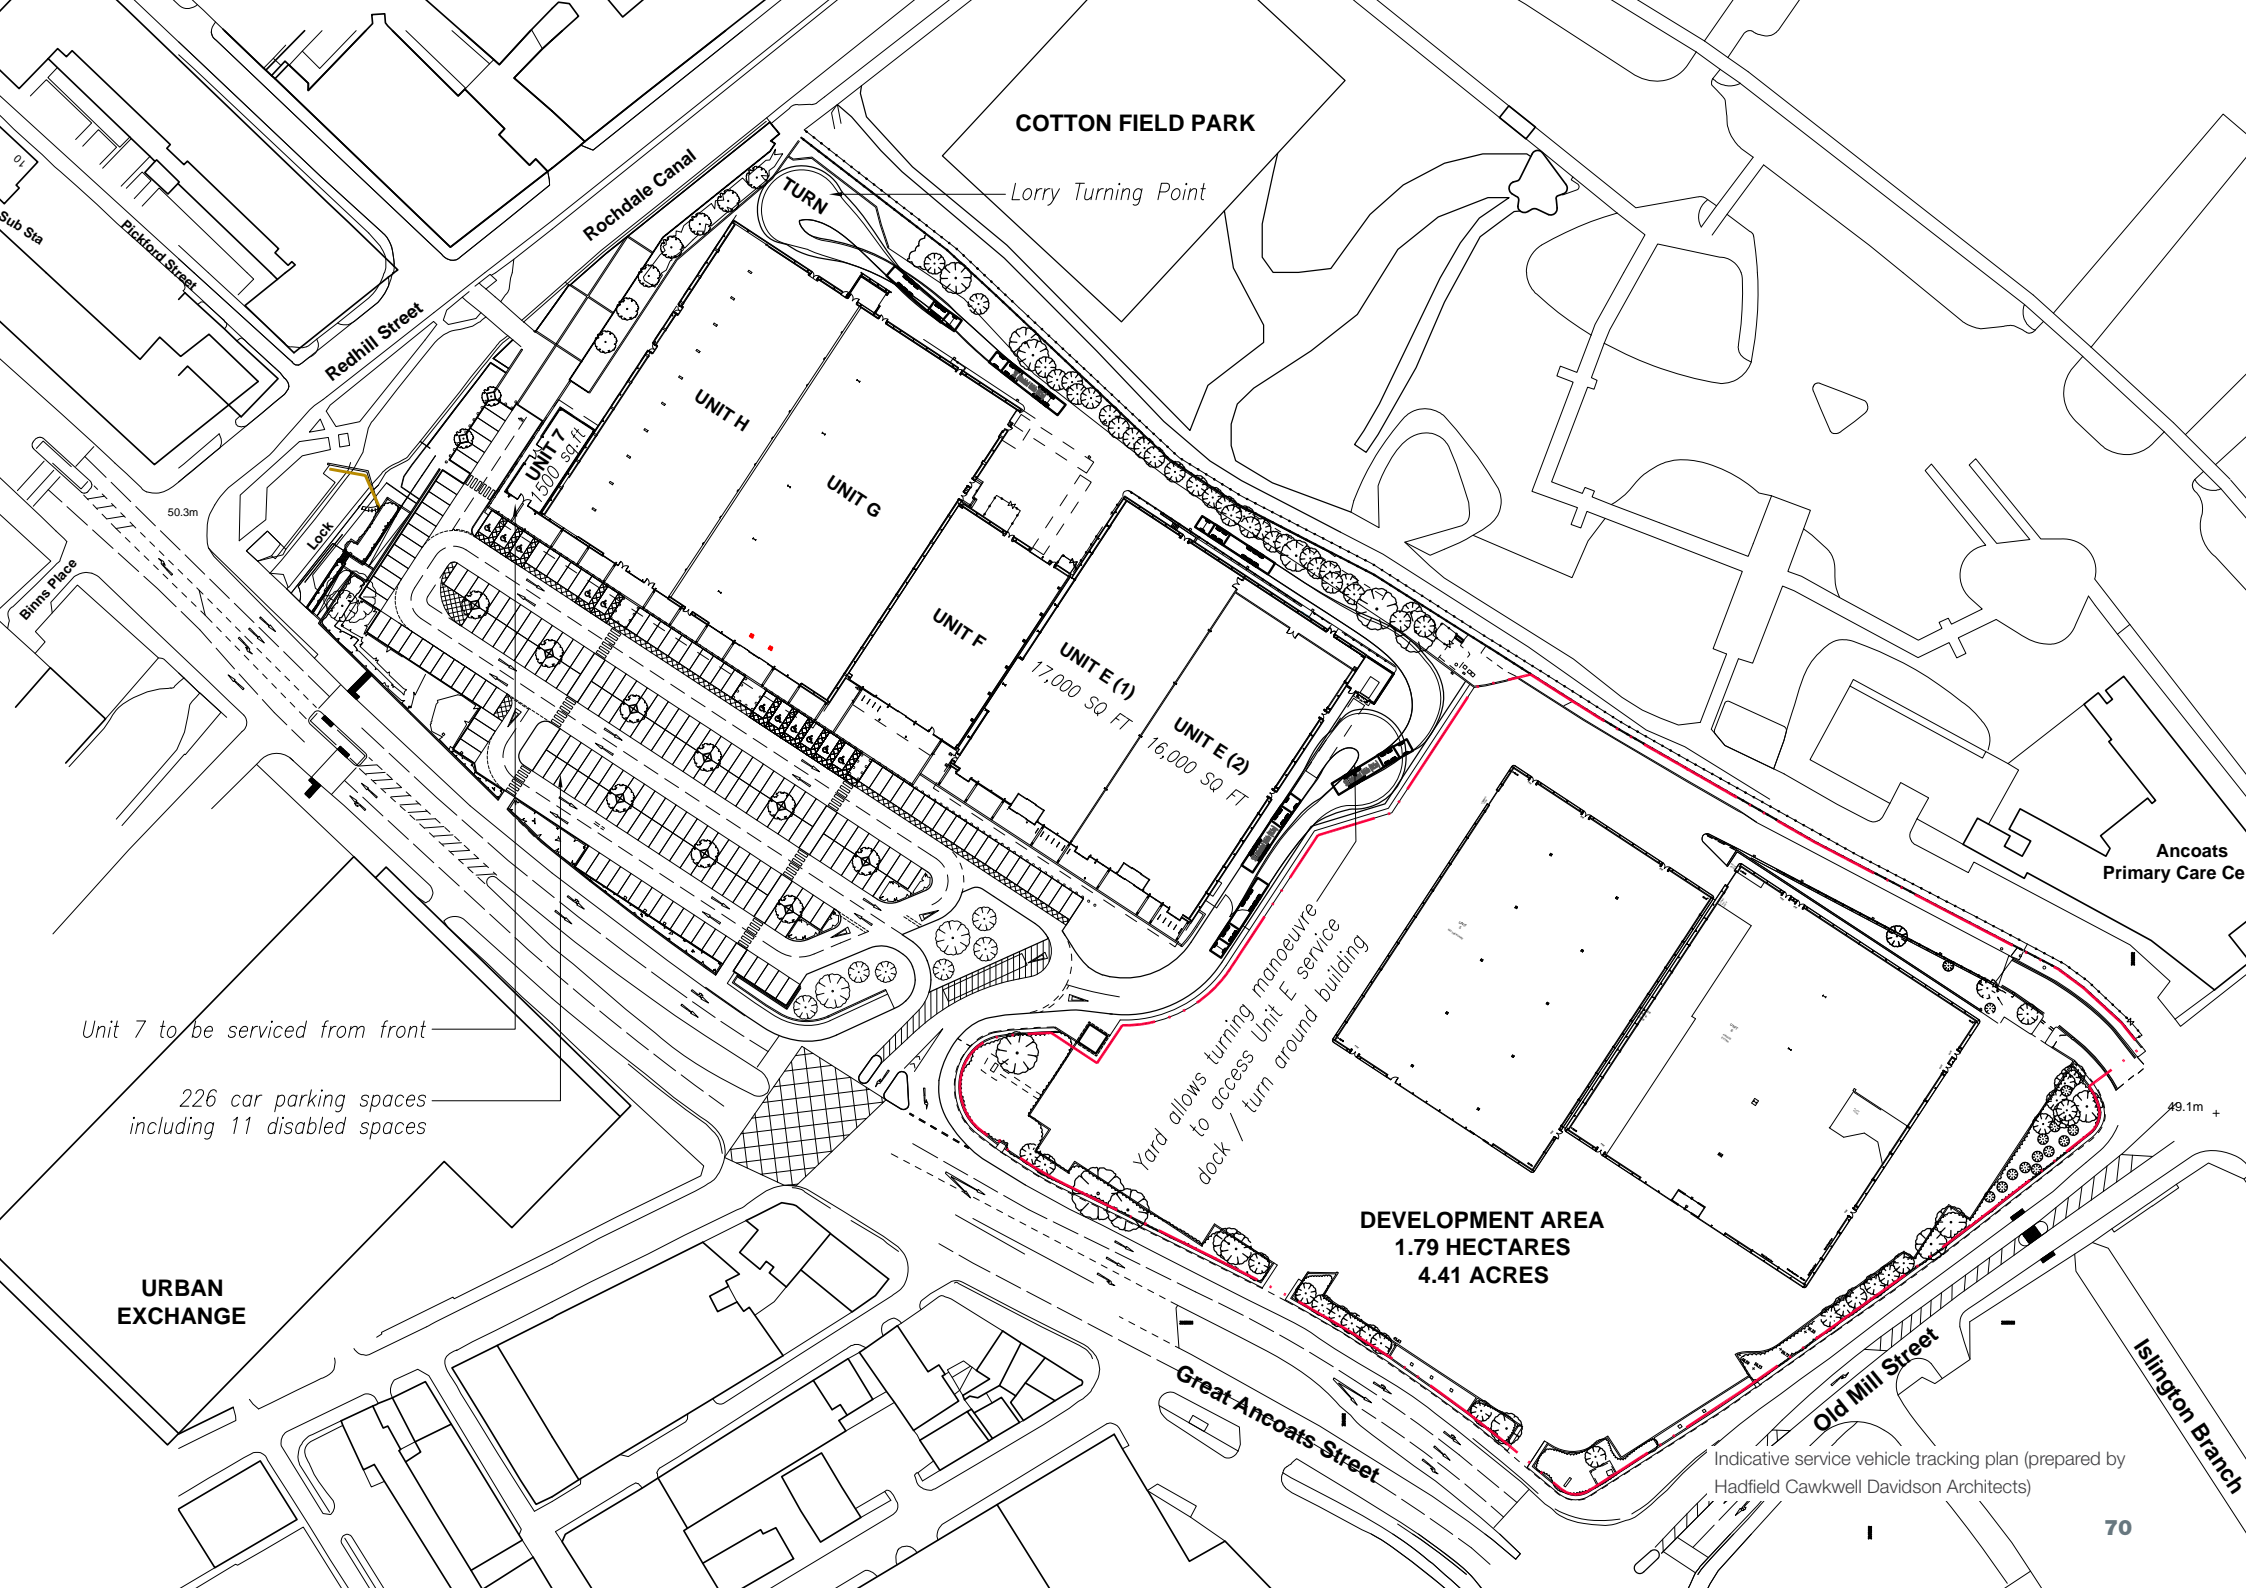 COTTON FIELD PARK
Lorry Turning Point
TURN
Rochdale Canal
10
Sub Sta
Pickford Street
Redhill Street
UNIT H
UNIT 7
1500 sq.ft
UNIT G
50.3m
Lock
Binns Place
UNIT F
UNIT E (1)
17,000 SQ FT
UNIT E (2)
16,000 SQ FT
Ancoats
Primary Care Ce
Unit 7 to be serviced from front
226 car parking spaces
including 11 disabled spaces
Yard allows turning manoeuvre
to access Unit E service
dock / turn around building
49.1m
DEVELOPMENT AREA
1.79 HECTARES
4.41 ACRES
URBAN
EXCHANGE
Great Ancoats Street
Old Mill Street
Islington Branch
Indicative service vehicle tracking plan (prepared by
Hadfield Cawkwell Davidson Architects)
70